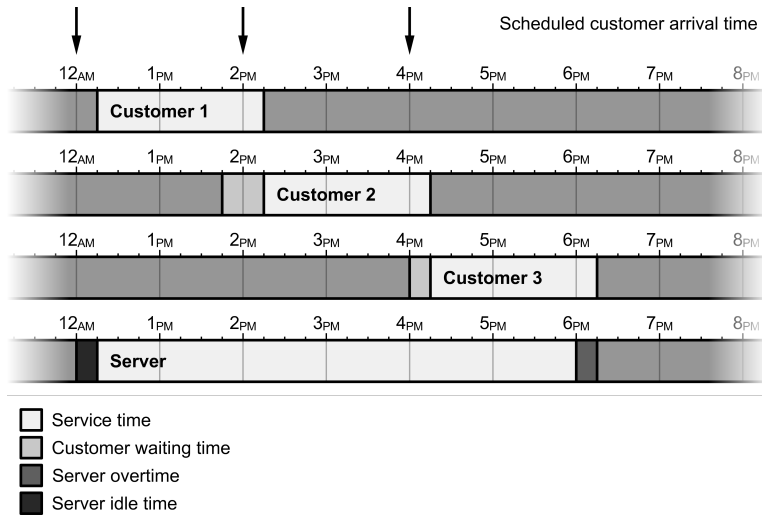 Scheduled customer arrival time
12AM 1PM 2PM 3PM 4PM 5PM 6PM 7PM 8PM
Customer 1
12AM 1PM 2PM 3PM 4PM 5PM 6PM 7PM 8PM
Customer 2
12AM 1PM 2PM 3PM 4PM 5PM 6PM 7PM 8PM
Customer 3
12AM 1PM 2PM 3PM 4PM 5PM 6PM 7PM 8PM
Server
Service time
Customer waiting time
Server overtime
Server idle time